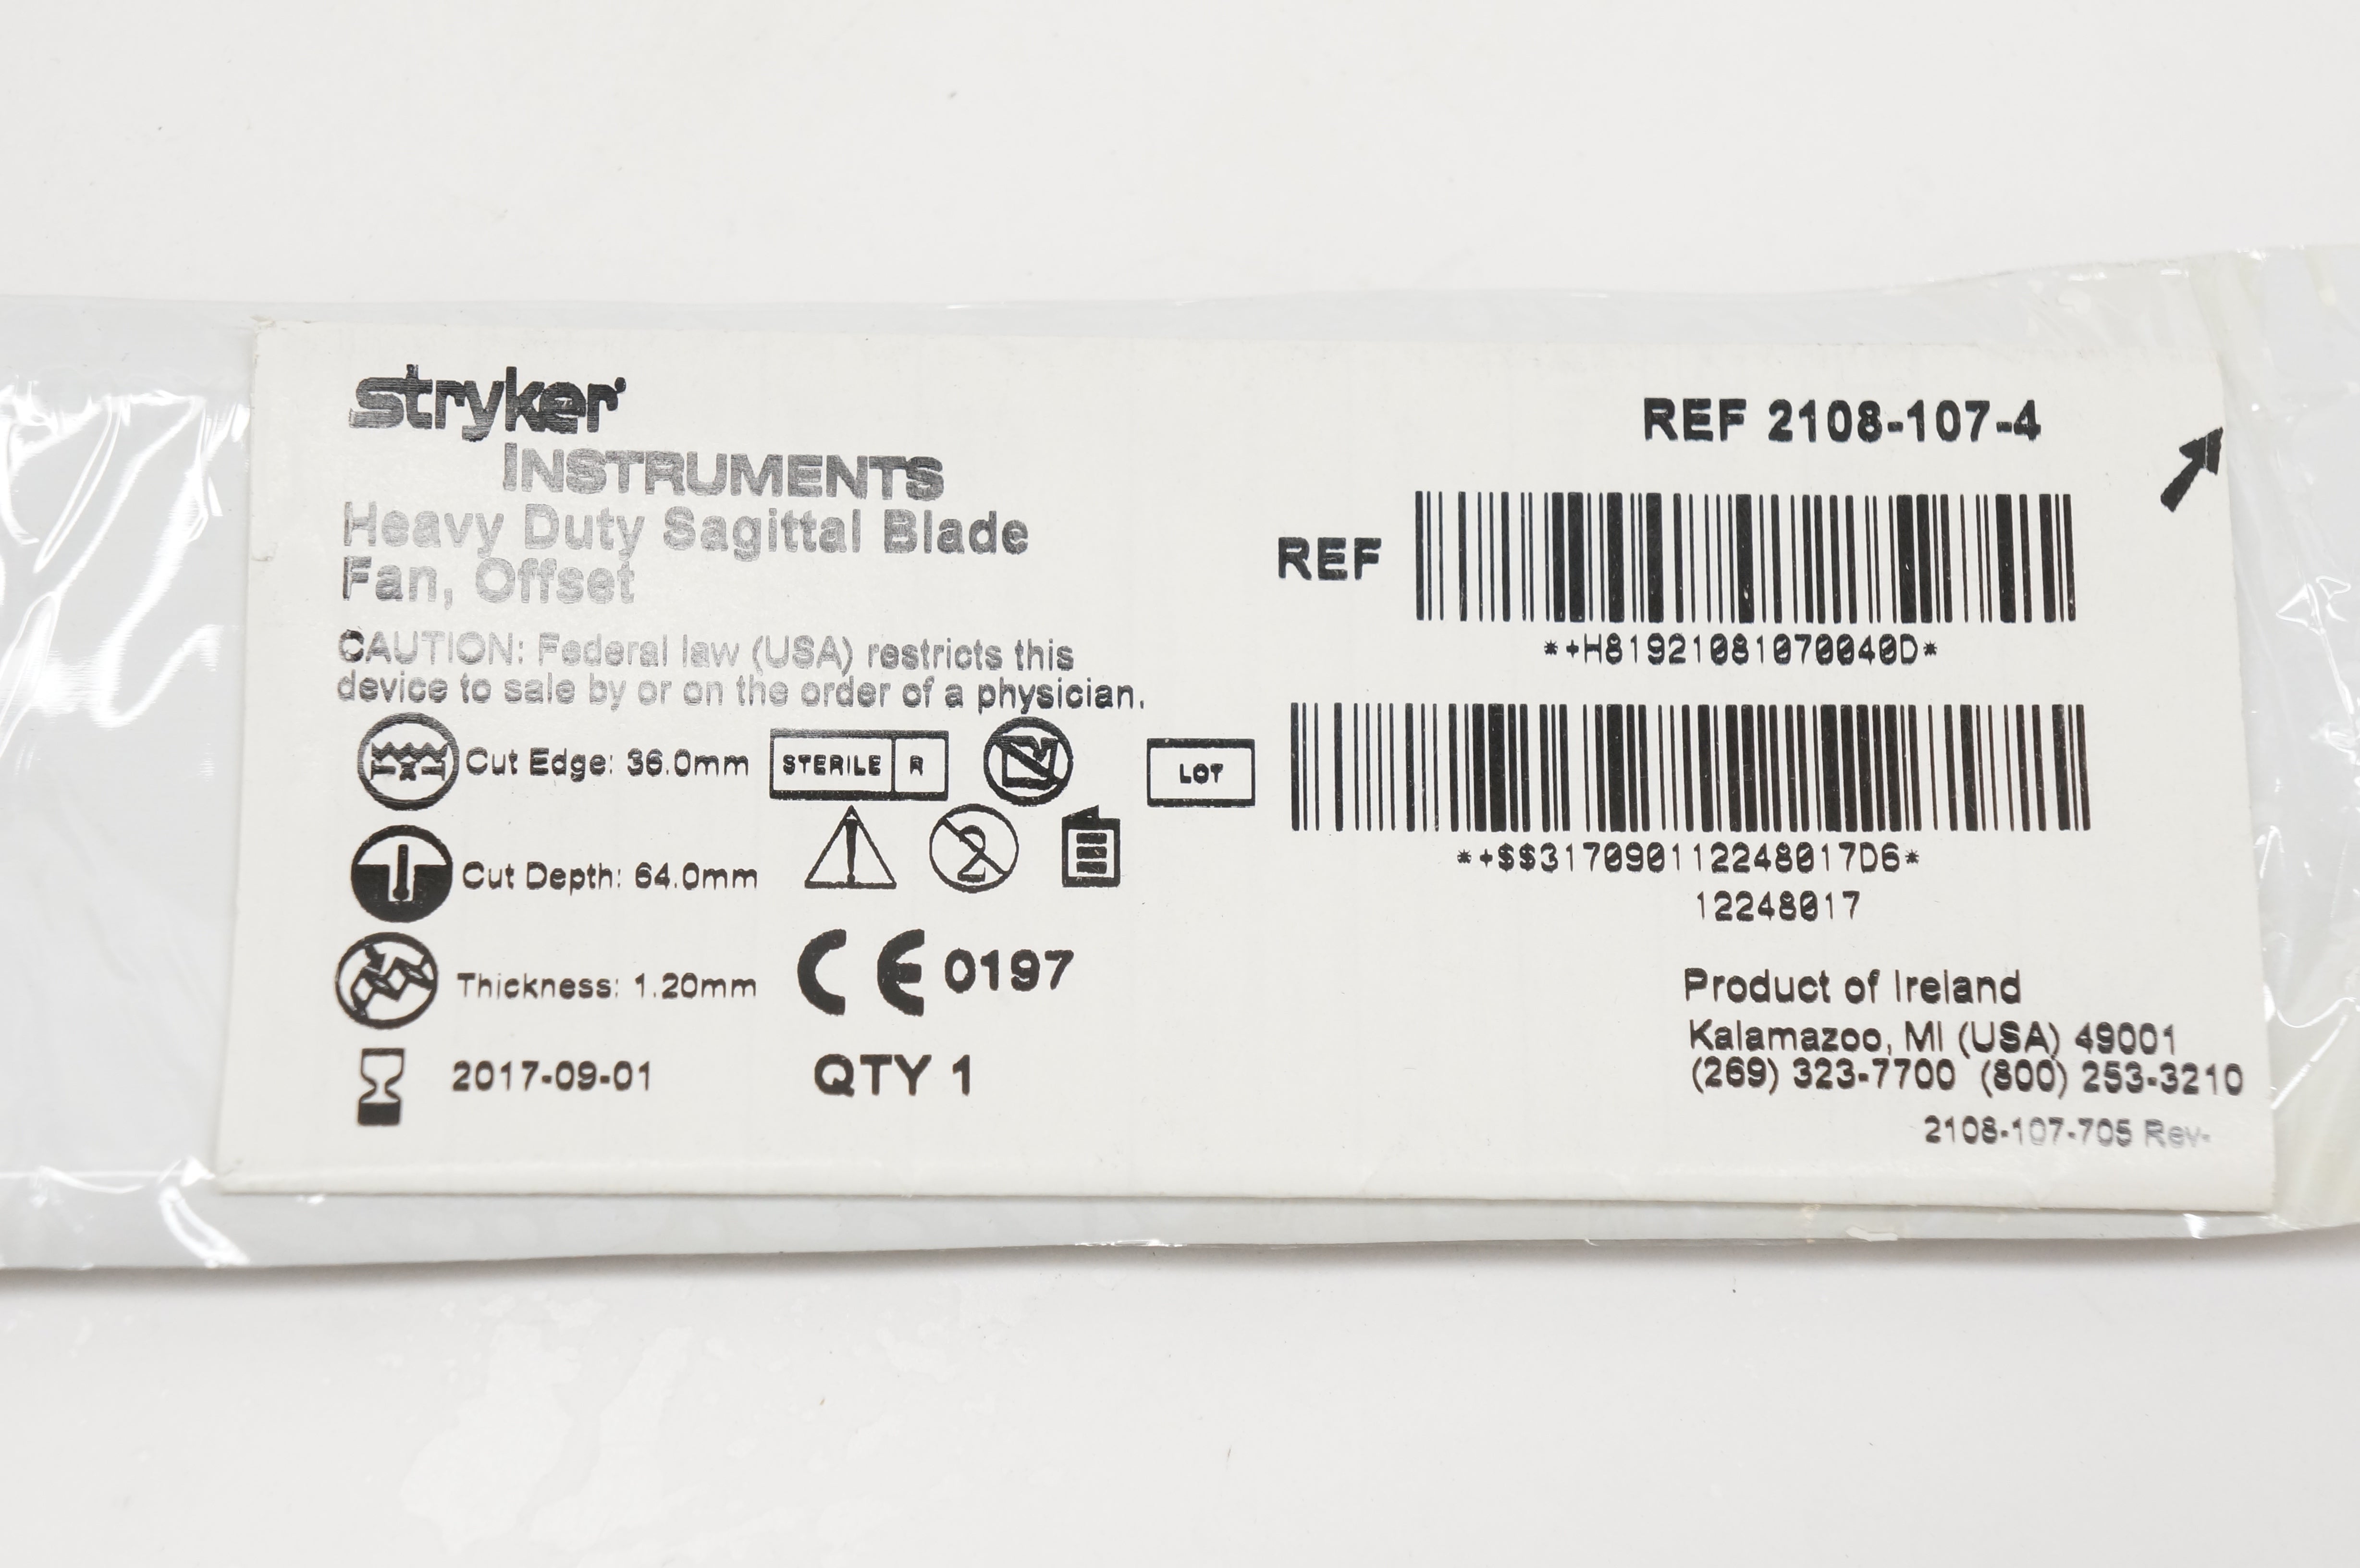 stryker
INSTRUMENTS
Heavy Duty Sagittal Blade
Fan, Offset
CAUTION: Federal law (USA) restricts this
device to sale by or on the order of a physician.
Cut Edge: 36.0mm
STERILE R
2
Cut Depth: 64.0mm
Thickness: 1.20mm
CE 0197
2017-09-01
QTY 1
REF 2108-107-4
REF
*+H81921081070040D*
LOT
*+$$317090112248017D6*
12248017
Product of Ireland
Kalamazoo, MI (USA) 49001
(269) 323-7700 (800) 253-3210
2108-107-705 Rev-